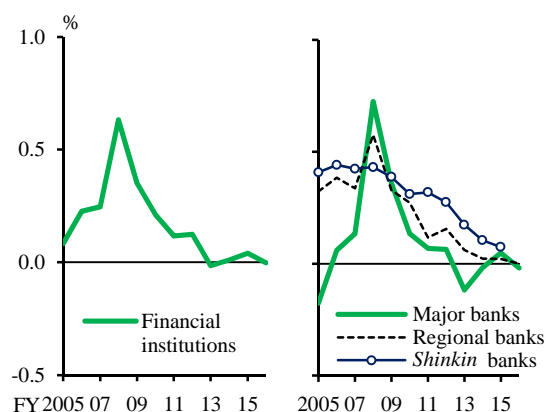 %
1.0
0.5
0.0
-0.5
Financial
institutions
Major banks
Regional banks
Shinkin banks
FY 2005 07 09 11 13 15
2005 07 09 11 13 15